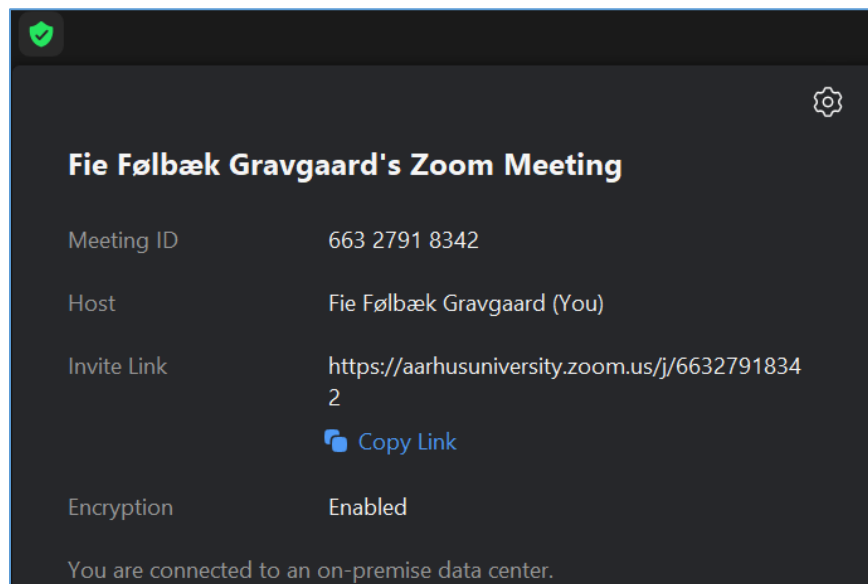 Fie Følbæk Gravgaard's Zoom Meeting
Meeting ID 663 2791 8342
Host Fie Følbæk Gravgaard (You)
Invite Link https://aarhusuniversity.zoom.us/j/6632791834
2
Copy Link
Encryption Enabled
You are connected to an on-premise data center.